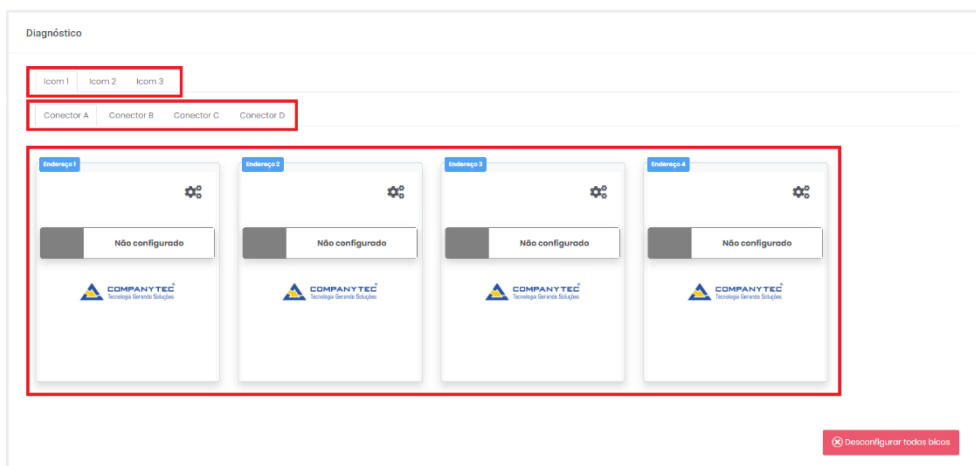 Diagnóstico
Icom 1 Icom 2 Icom 3
Conector A Conector B Conector C Conector D
Endereço 1 Endereço 2 Endereço 3 Endereço 4
Não configurado Não configurado Não configurado Não configurado
COMPANYTEC COMPANYTEC COMPANYTEC COMPANYTEC
Tecnologia Gerando Soluções Tecnologia Gerando Soluções Tecnologia Gerando Soluções Tecnologia Gerando Soluções
Desconfigurar todos bicos